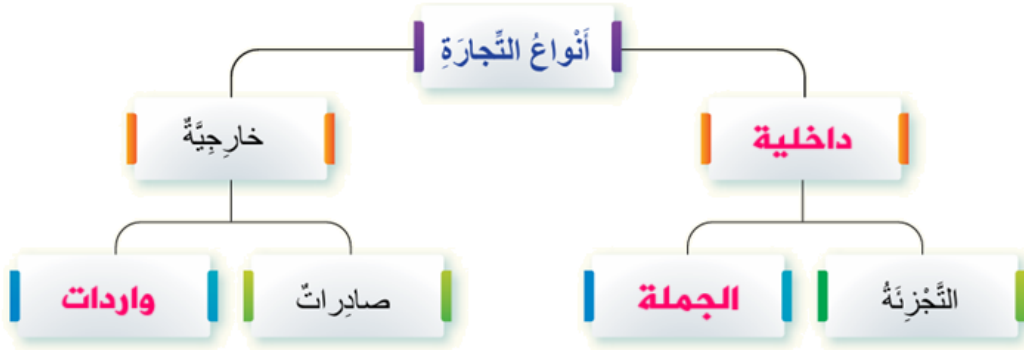 أَنْواعُ التِّجارَةِ
داخلية
خارِجِيَّةٌ
التَّجْزِئَةُ
الجملة
صادِراتٌ
واردات